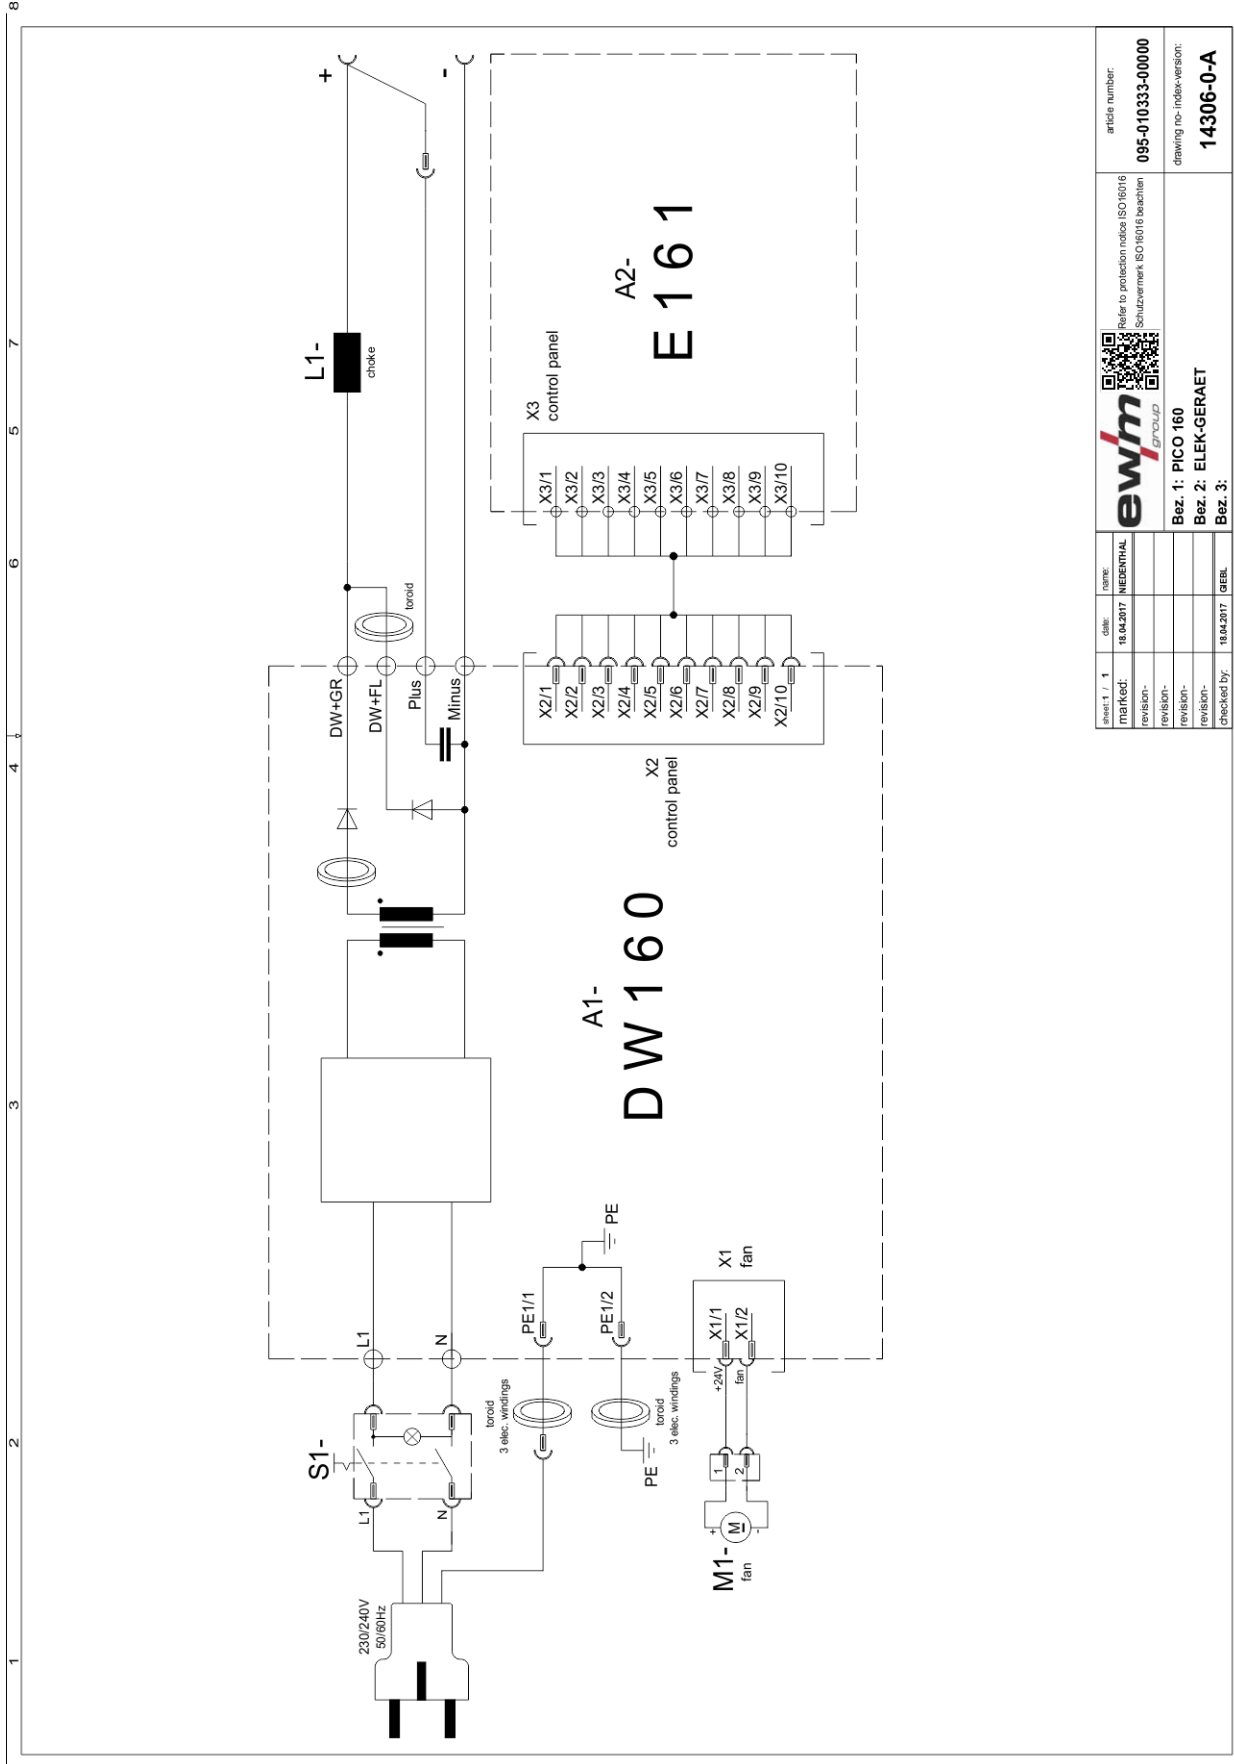 1
2
3
4
6
5
7
8
230/240V
50/60Hz
S1-
L1
N
L1
N
toroid
3 elec. windings
toroid
3 elec. windings
PE
PE1/1
PE1/2
PE
M1-
fan
M
+
-
1
2
+24V
fan
X1/1
X1/2
X1
fan
A1-
DW160
DW+GR
DW+FL
Plus
Minus
toroid
X2
control panel
X2/1
X2/2
X2/3
X2/4
X2/5
X2/6
X2/7
X2/8
X2/9
X2/10
X3/1
X3/2
X3/3
X3/4
X3/5
X3/6
X3/7
X3/8
X3/9
X3/10
X3
control panel
L1-
choke
+
-
A2-
E161
sheet: 1 / 1
date:
name:
marked:
18.04.2017
NIEDENTHAL
revision-
revision-
revision-
revision-
checked by:
18.04.2017
GIEBL
ewm
group
Refer to protection notice ISO16016
Schutzvermerk ISO16016 beachten
Bez. 1: PICO 160
Bez. 2: ELEK-GERAET
Bez. 3:
article number:
095-010333-00000
drawing no- index-version:
14306-0-A